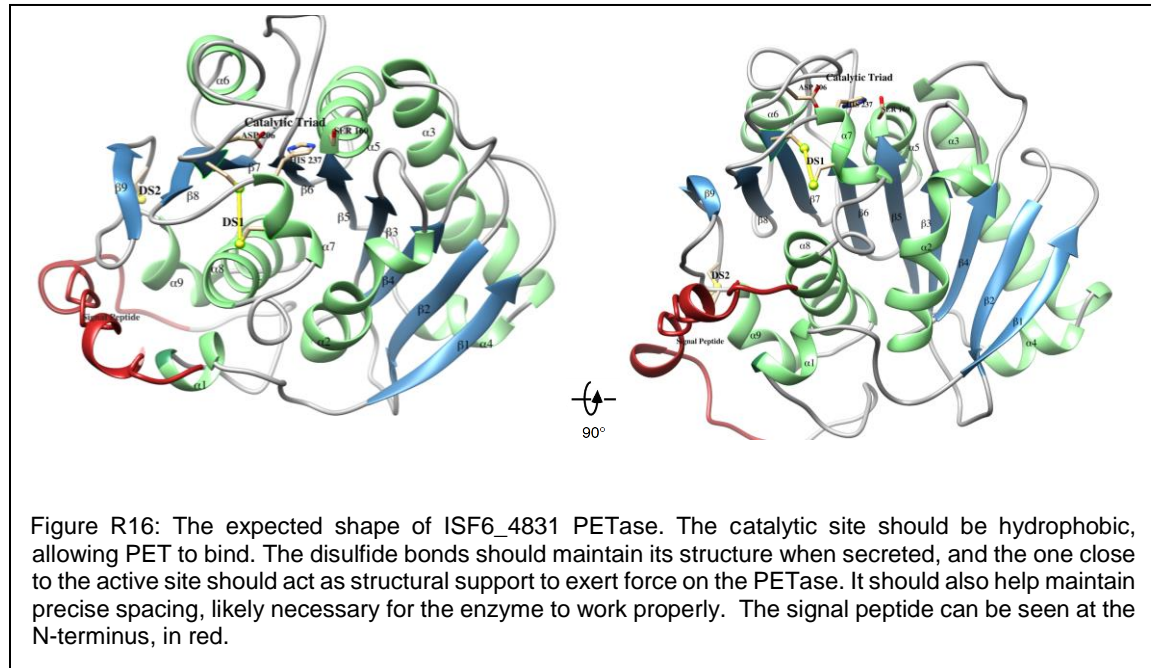 α6
Catalytic Triad
ASP 206
SER 160
α3
α5
HIS 237
β7
β6
β9
DS2
β8
β5
DS1
β3
α7
α8
α9
β4
β2
Signal Peptide
α2
β1
α4
α1
Catalytic Triad
ASP 206
HIS 237
SER 160
α6
α7
α5
α3
DS1
β9
β8
β7
β6
β5
β3
α8
α2
β4
DS2
β2
β1
Signal Peptide
α9
α1
α4
90°
Figure R16: The expected shape of ISF6_4831 PETase. The catalytic site should be hydrophobic,
allowing PET to bind. The disulfide bonds should maintain its structure when secreted, and the one close
to the active site should act as structural support to exert force on the PETase. It should also help maintain
precise spacing, likely necessary for the enzyme to work properly. The signal peptide can be seen at the
N-terminus, in red.